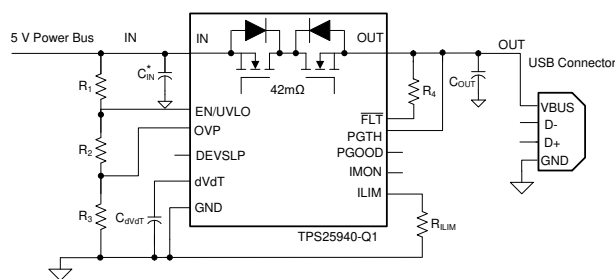 5 V Power Bus IN IN OUT OUT
C*IN
42mΩ
COUT
USB Connector
R1
R4
EN/UVLO
FLT
VBUS
OVP
PGTH
D-
R2
DEVSLP
PGOOD
D+
IMON
GND
dVdT
ILIM
R3
CdVdT
GND
RILIM
TPS25940-Q1